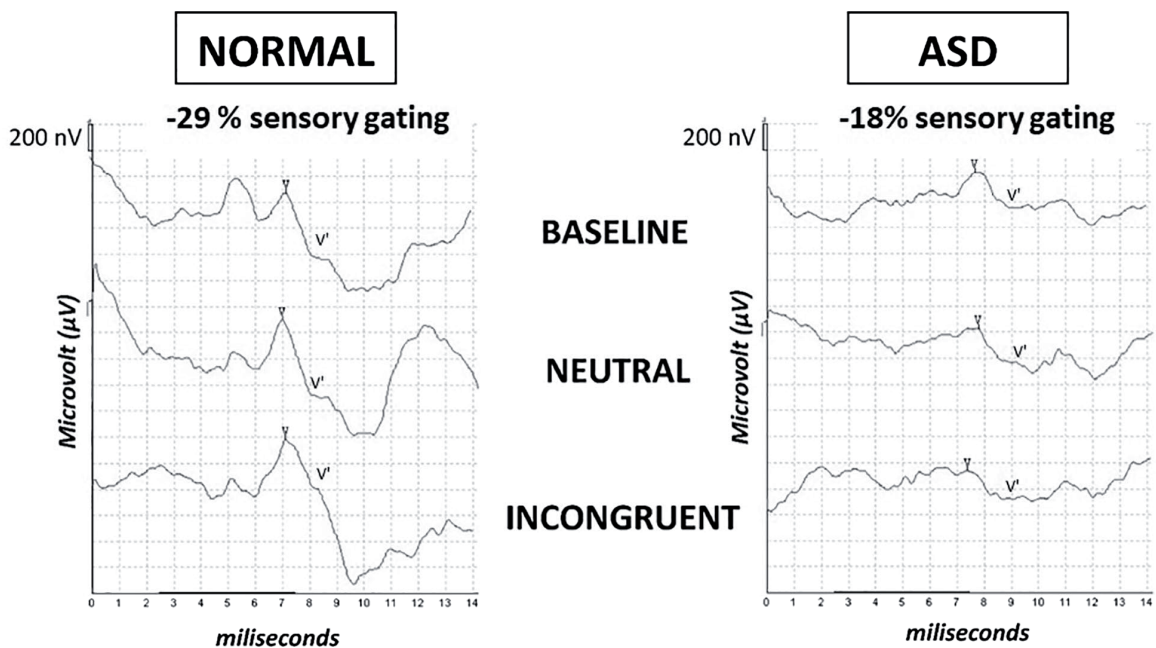 NORMAL
ASD
-29 % sensory gating
-18% sensory gating
200 nV
200 nV
V
V
V'
V'
BASELINE
Microvolt (µV)
Microvolt (µV)
V
V
V'
V'
NEUTRAL
V
V
V'
V'
INCONGRUENT
0 1 2 3 4 5 6 7 8 9 10 11 12 13 14
0 1 2 3 4 5 6 7 8 9 10 11 12 13 14
miliseconds
miliseconds